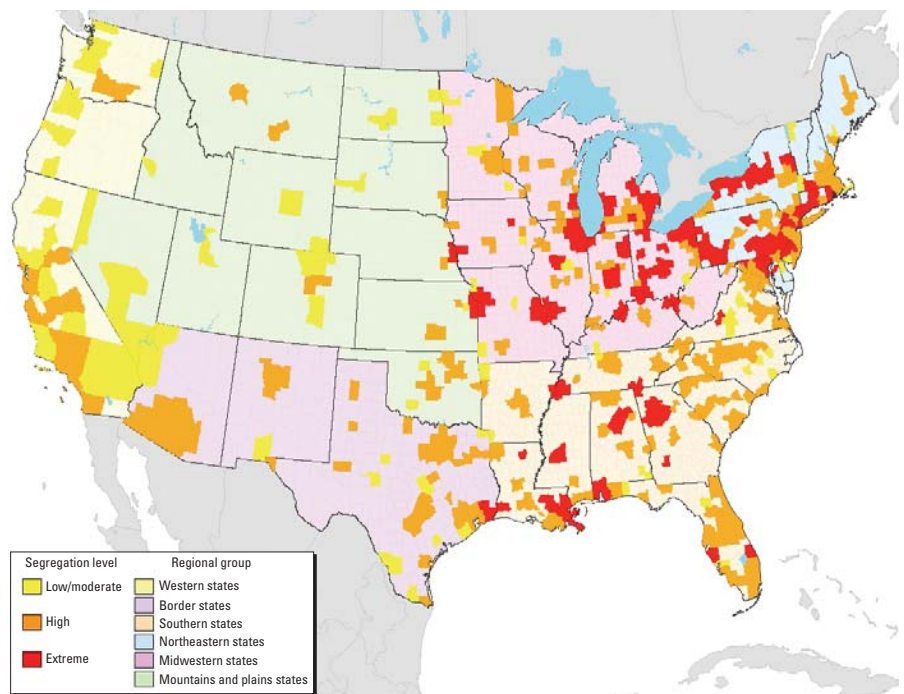 Segregation level
Low/moderate
High
Extreme
Regional group
Western states
Border states
Southern states
Northeastern states
Midwestern states
Mountains and plains states